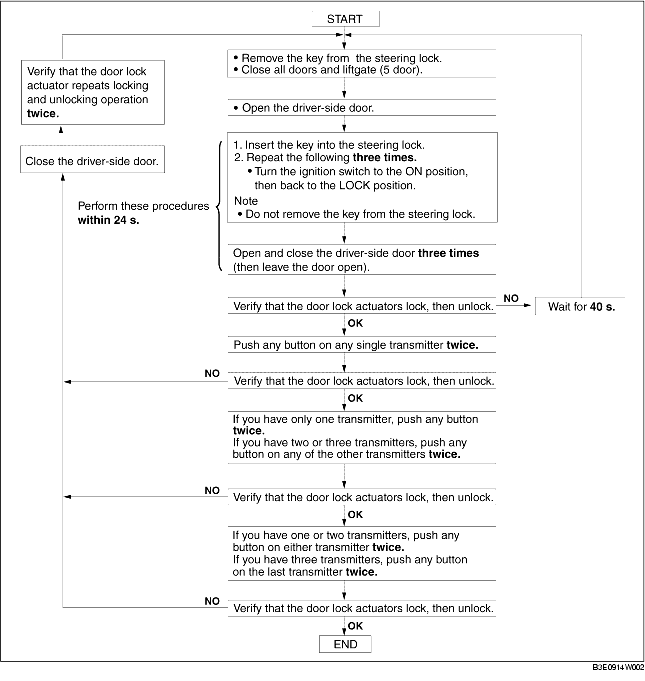 START
• Remove the key from the steering lock.
• Close all doors and liftgate (5 door).
• Open the driver-side door.
1. Insert the key into the steering lock.
2. Repeat the following three times.
• Turn the ignition switch to the ON position,
then back to the LOCK position.
Note
• Do not remove the key from the steering lock.
Perform these procedures
within 24 s.
Open and close the driver-side door three times
(then leave the door open).
Verify that the door lock actuators lock, then unlock.
NO
Wait for 40 s.
OK
Push any button on any single transmitter twice.
NO
Verify that the door lock actuators lock, then unlock.
OK
If you have only one transmitter, push any button
twice.
If you have two or three transmitters, push any
button on any of the other transmitters twice.
NO
Verify that the door lock actuators lock, then unlock.
OK
If you have one or two transmitters, push any
button on either transmitter twice.
If you have three transmitters, push any button
on the last transmitter twice.
NO
Verify that the door lock actuators lock, then unlock.
OK
END
Close the driver-side door.
Verify that the door lock
actuator repeats locking
and unlocking operation
twice.
B3E0914W002